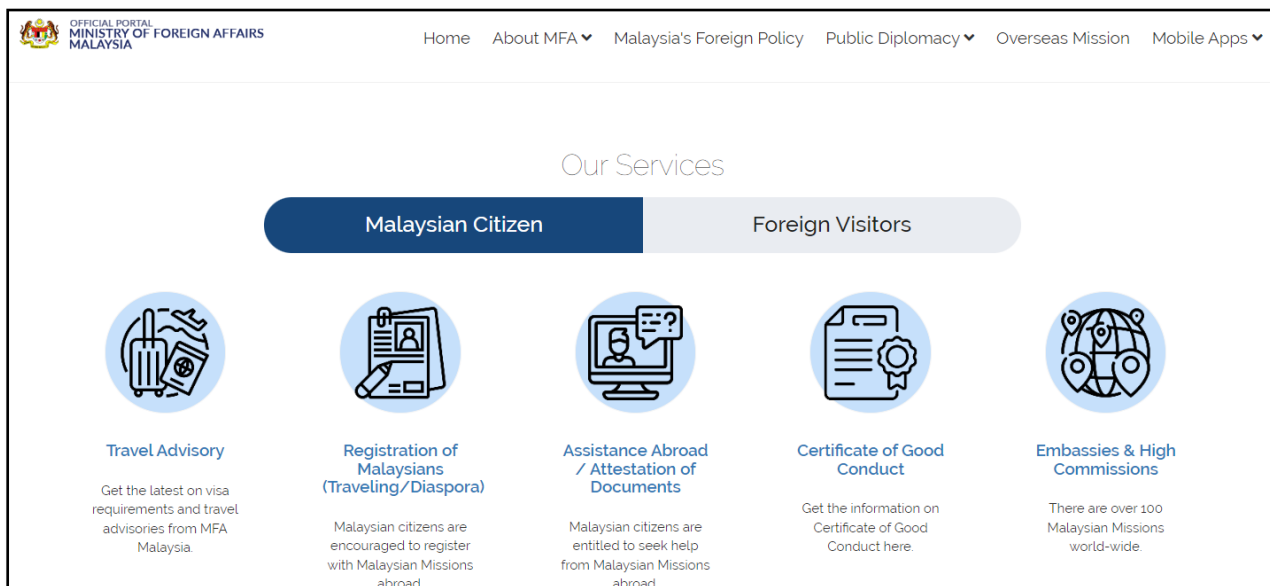 OFFICIAL PORTAL
MINISTRY OF FOREIGN AFFAIRS
MALAYSIA
Home About MFA Malaysia's Foreign Policy Public Diplomacy Overseas Mission Mobile Apps
Our Services
Malaysian Citizen Foreign Visitors
Travel Advisory
Get the latest on visa
requirements and travel
advisories from MFA
Malaysia.
Registration of
Malaysians
(Traveling/Diaspora)
Malaysian citizens are
encouraged to register
with Malaysian Missions
abroad
Assistance Abroad
/ Attestation of
Documents
Malaysian citizens are
entitled to seek help
from Malaysian Missions
abroad
Certificate of Good
Conduct
Get the information on
Certificate of Good
Conduct here.
Embassies & High
Commissions
There are over 100
Malaysian Missions
world-wide.